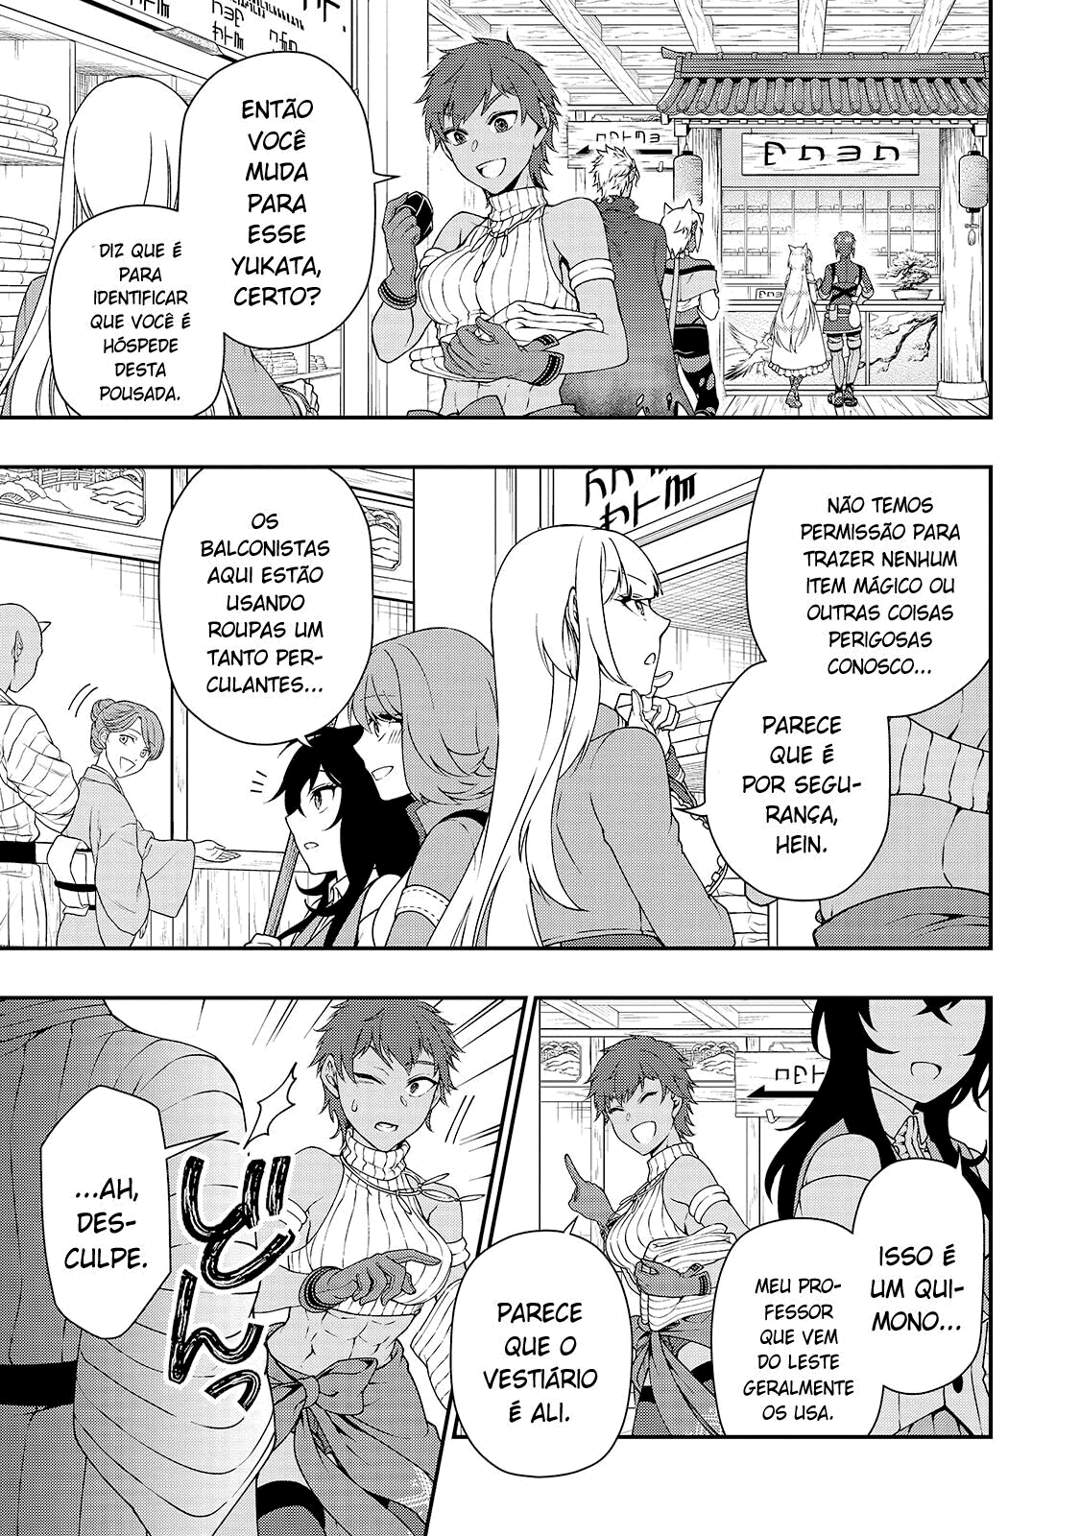 ENTÃO
VOCÊ
MUDA
PARA
ESSE
YUKATA,
CERTO?
DIZ QUE É
PARA
IDENTIFICAR
QUE VOCÊ É
HÓSPEDE
DESTA
POUSADA.
NÃO TEMOS
PERMISSÃO PARA
TRAZER NENHUM
ITEM MÁGICO OU
OUTRAS COISAS
PERIGOSAS
CONOSCO...
PARECE
QUE É
POR SEGU-
RANÇA,
HEIN.
OS
BALCONISTAS
AQUI ESTÃO
USANDO
ROUPAS UM
TANTO PER-
CULANTES...
ISSO É
UM QUI-
MONO...
MEU PRO-
FESSOR
QUE VEM
DO LESTE
GERALMENTE
OS USA.
PARECE
QUE O
VESTIÁRIO
É ALI.
...AH,
DES-
CULPE.